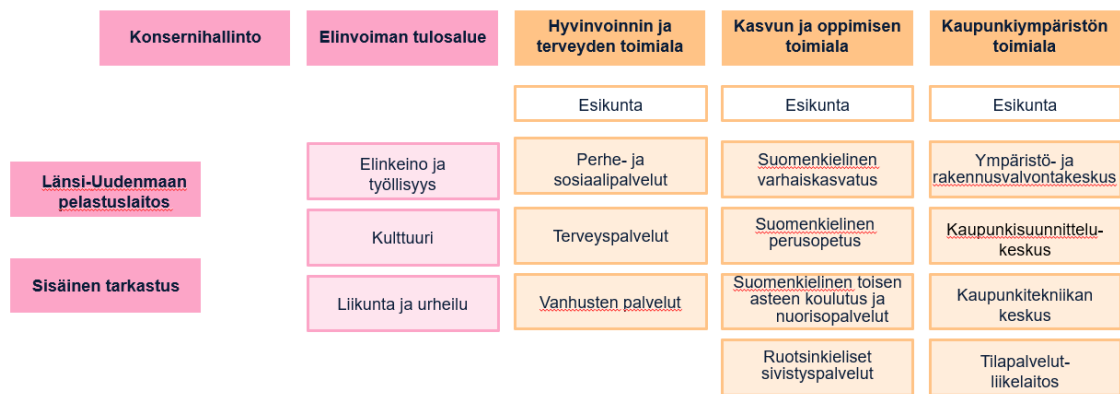 Konsernihallinto
Elinvoiman tulosalue
Hyvinvoinnin ja
terveyden toimiala
Kasvun ja oppimisen
toimiala
Kaupunkiympäristön
toimiala
Esikunta
Esikunta
Esikunta
Länsi-Uudenmaan
pelastuslaitos
Elinkeino ja
työllisyys
Perhe- ja
sosiaalipalvelut
Suomenkielinen
varhaiskasvatus
Ympäristö- ja
rakennusvalvontakeskus
Kulttuuri
Terveyspalvelut
Suomenkielinen
perusopetus
Kaupunkisuunnittelu-
keskus
Sisäinen tarkastus
Liikunta ja urheilu
Vanhusten palvelut
Suomenkielinen toisen
asteen koulutus ja
nuorisopalvelut
Kaupunkitekniikan
keskus
Ruotsinkieliset
sivistyspalvelut
Tilapalvelut-
liikelaitos